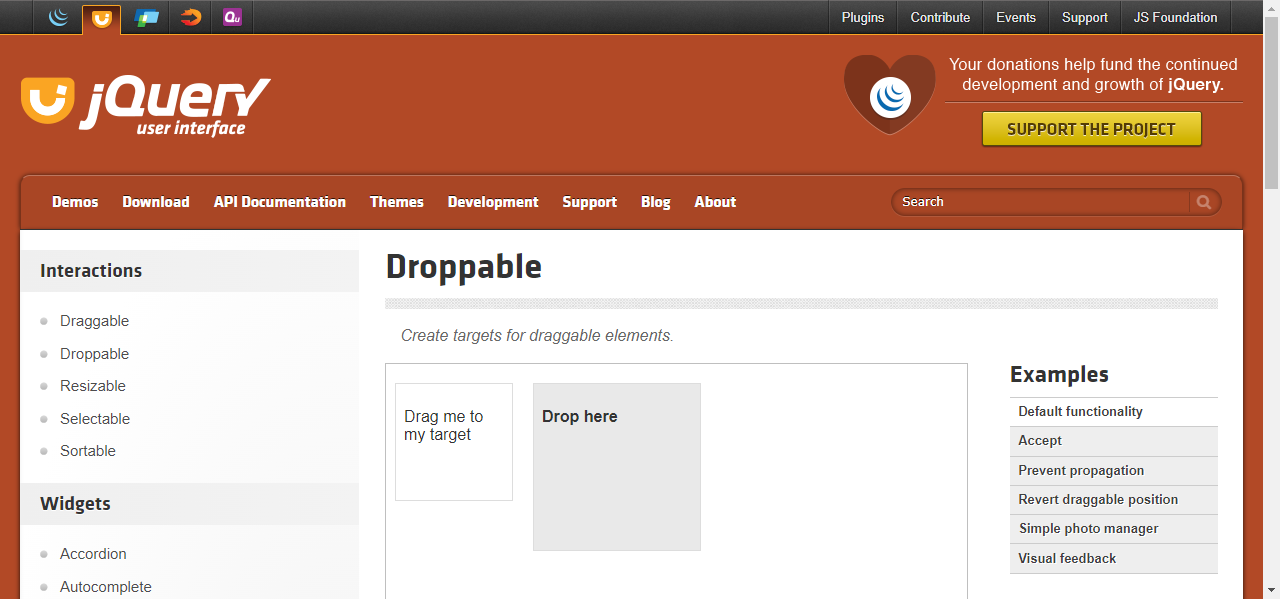 Qu
Plugins
Contribute
Events
Support
JS Foundation
jQuery
user interface
Your donations help fund the continued
development and growth of jQuery.
SUPPORT THE PROJECT
Demos
Download
API Documentation
Themes
Development
Support
Blog
About
Search
Interactions
Draggable
Droppable
Resizable
Selectable
Sortable
Widgets
Accordion
Autocomplete
Droppable
Create targets for draggable elements.
Drag me to
my target
Drop here
Examples
Default functionality
Accept
Prevent propagation
Revert draggable position
Simple photo manager
Visual feedback